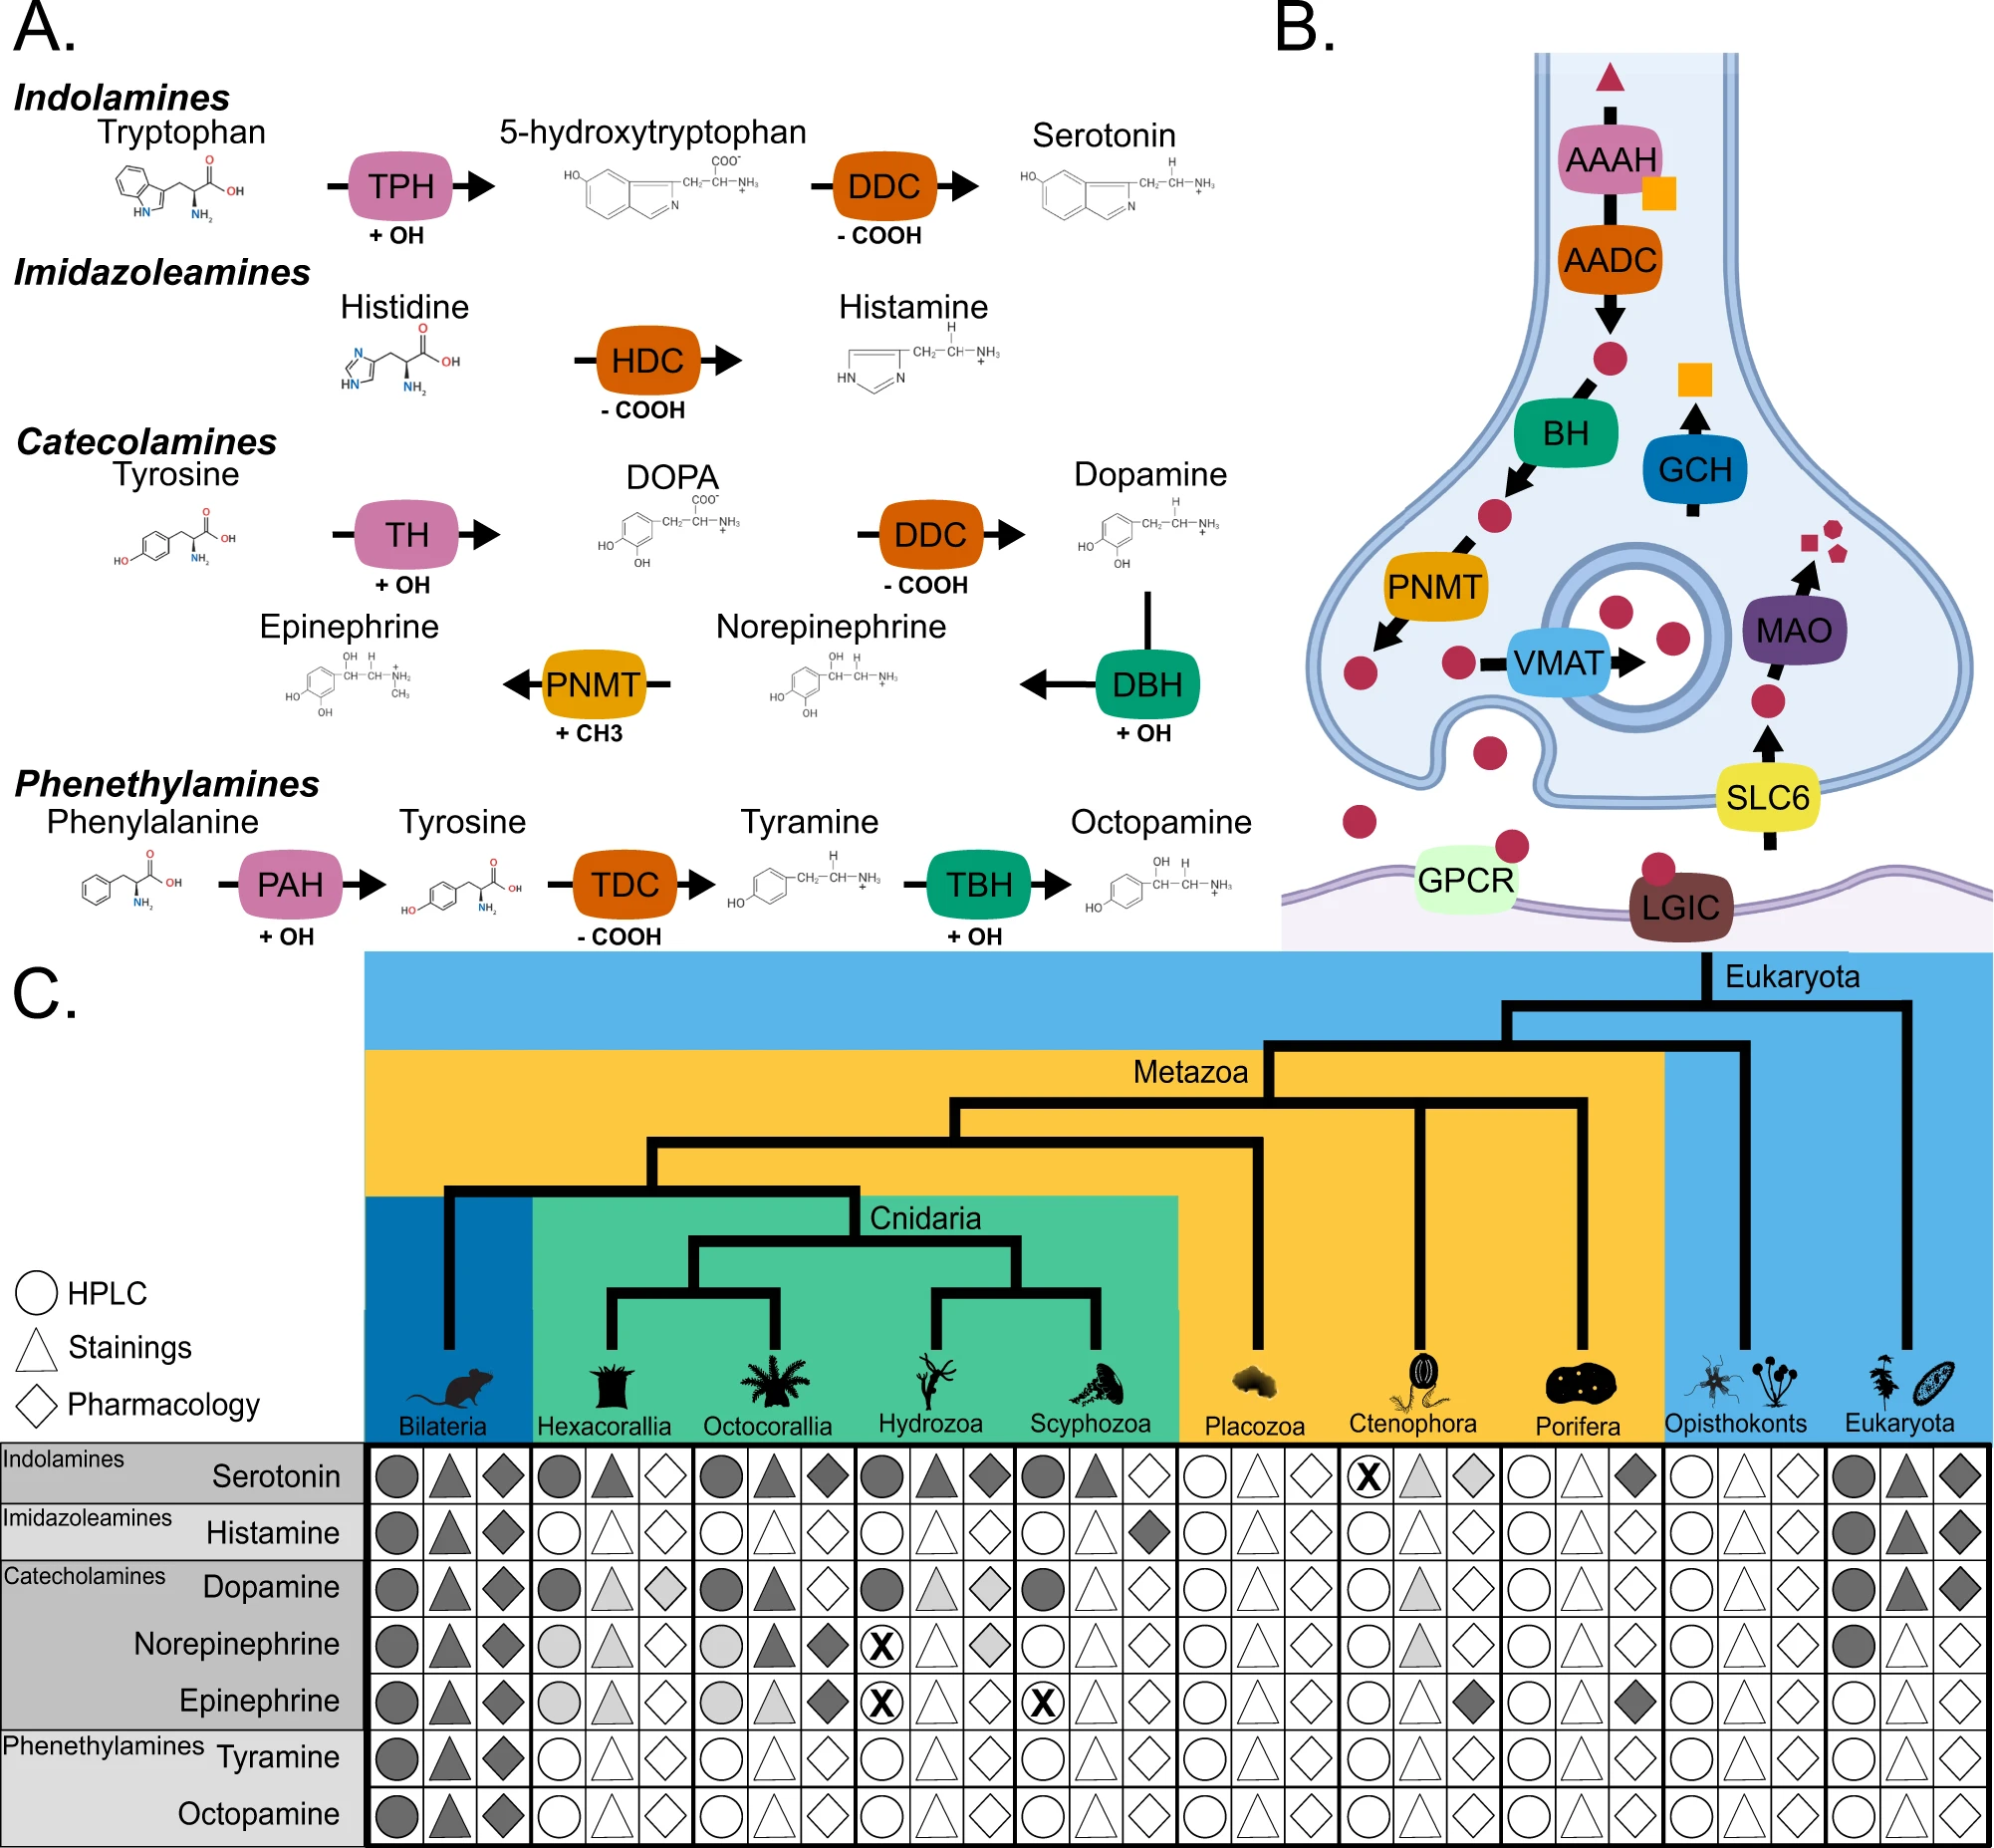 A.
Indolamines
Tryptophan
5-hydroxytryptophan
Serotonin
TPH
+ OH
DDC
- COOH
Imidazoleamines
Histidine
Histamine
HDC
- COOH
Catecolamines
Tyrosine
DOPA
Dopamine
TH
+ OH
DDC
- COOH
Epinephrine
Norepinephrine
PNMT
+ CH3
DBH
+ OH
Phenethylamines
Phenylalanine
Tyrosine
Tyramine
Octopamine
PAH
+ OH
TDC
- COOH
TBH
+ OH
B.
AAAH
AADC
BH
GCH
PNMT
VMAT
MAO
SLC6
GPCR
LGIC
C.
Eukaryota
Metazoa
Cnidaria
HPLC
Stainings
Pharmacology
Bilateria
Hexacorallia
Octocorallia
Hydrozoa
Scyphozoa
Placozoa
Ctenophora
Porifera
Opisthokonts
Eukaryota
Indolamines
Serotonin
X
Imidazoleamines
Histamine
Catecholamines
Dopamine
Norepinephrine
X
Epinephrine
X X
Phenethylamines
Tyramine
Octopamine